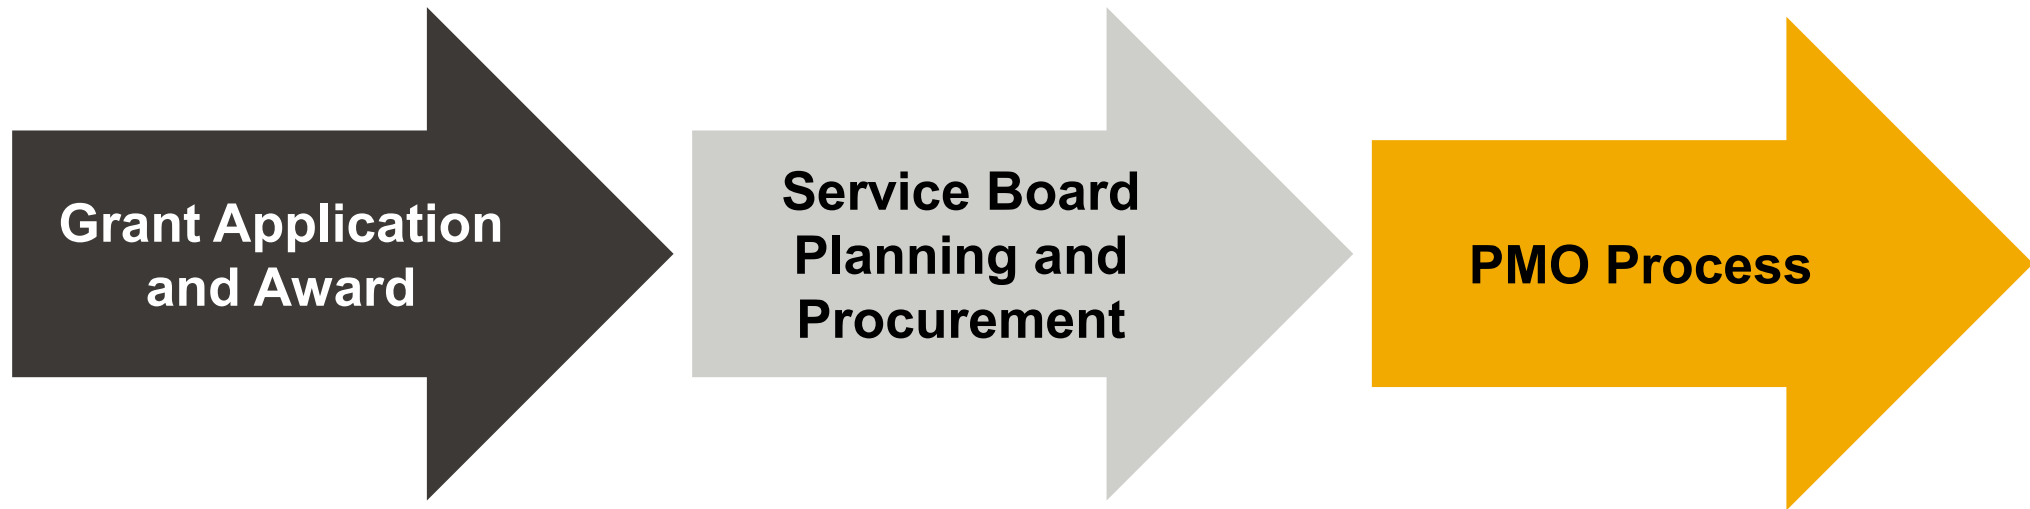 Grant Application
and Award
Service Board
Planning and
Procurement
PMO Process